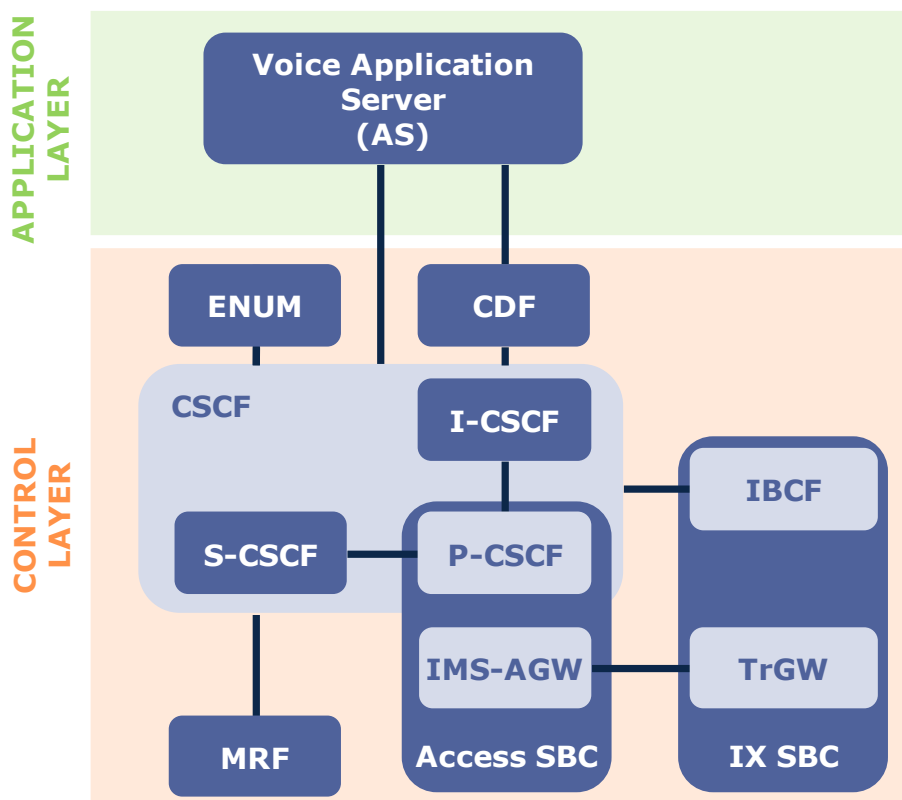 APPLICATION
LAYER
Voice Application
Server
(AS)
CONTROL
LAYER
ENUM
CDF
CSCF
I-CSCF
S-CSCF
P-CSCF
IBCF
IMS-AGW
TrGW
MRF
Access SBC
IX SBC